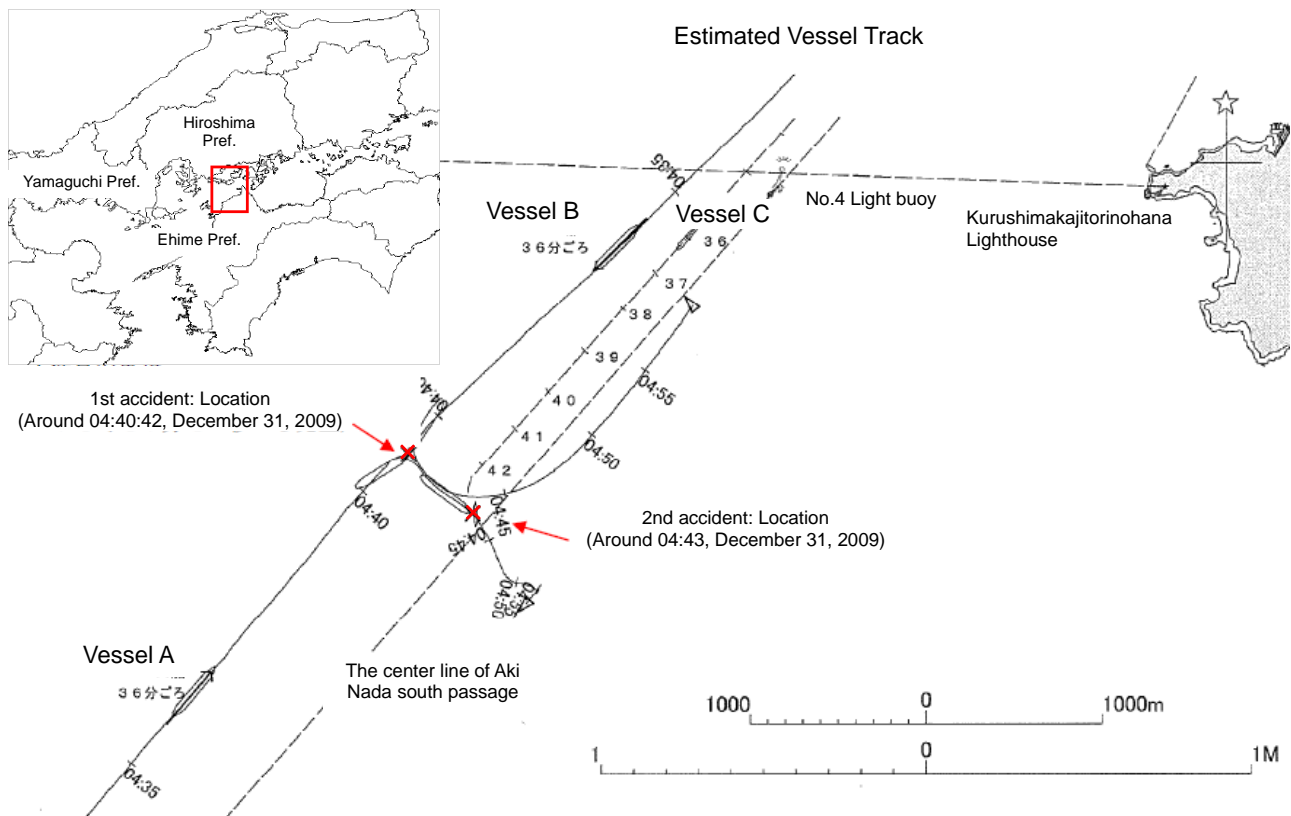 Estimated Vessel Track
Hiroshima
Pref.
Yamaguchi Pref.
Ehime Pref.
04:35
Vessel B
Vessel C
No.4 Light buoy
Kurushimakajitorinohana
Lighthouse
36分ごろ
36
37
38
39
40
41
42
04:40
1st accident: Location
(Around 04:40:42, December 31, 2009)
04:55
04:50
04:40
04:45
04:45
2nd accident: Location
(Around 04:43, December 31, 2009)
04:50
04:55
Vessel A
36分ごろ
The center line of Aki
Nada south passage
04:35
1000 0 1000m
1 0 1M